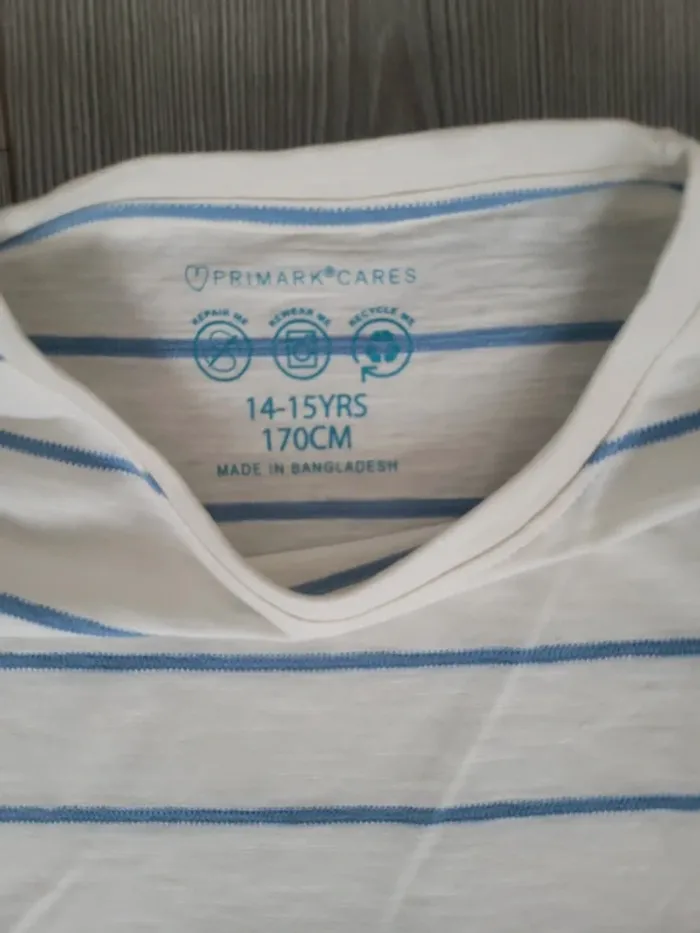 PRIMARK® CARES
REPAIR ME REWEAR ME RECYCLE ME
14-15YRS
170CM
MADE IN BANGLADESH